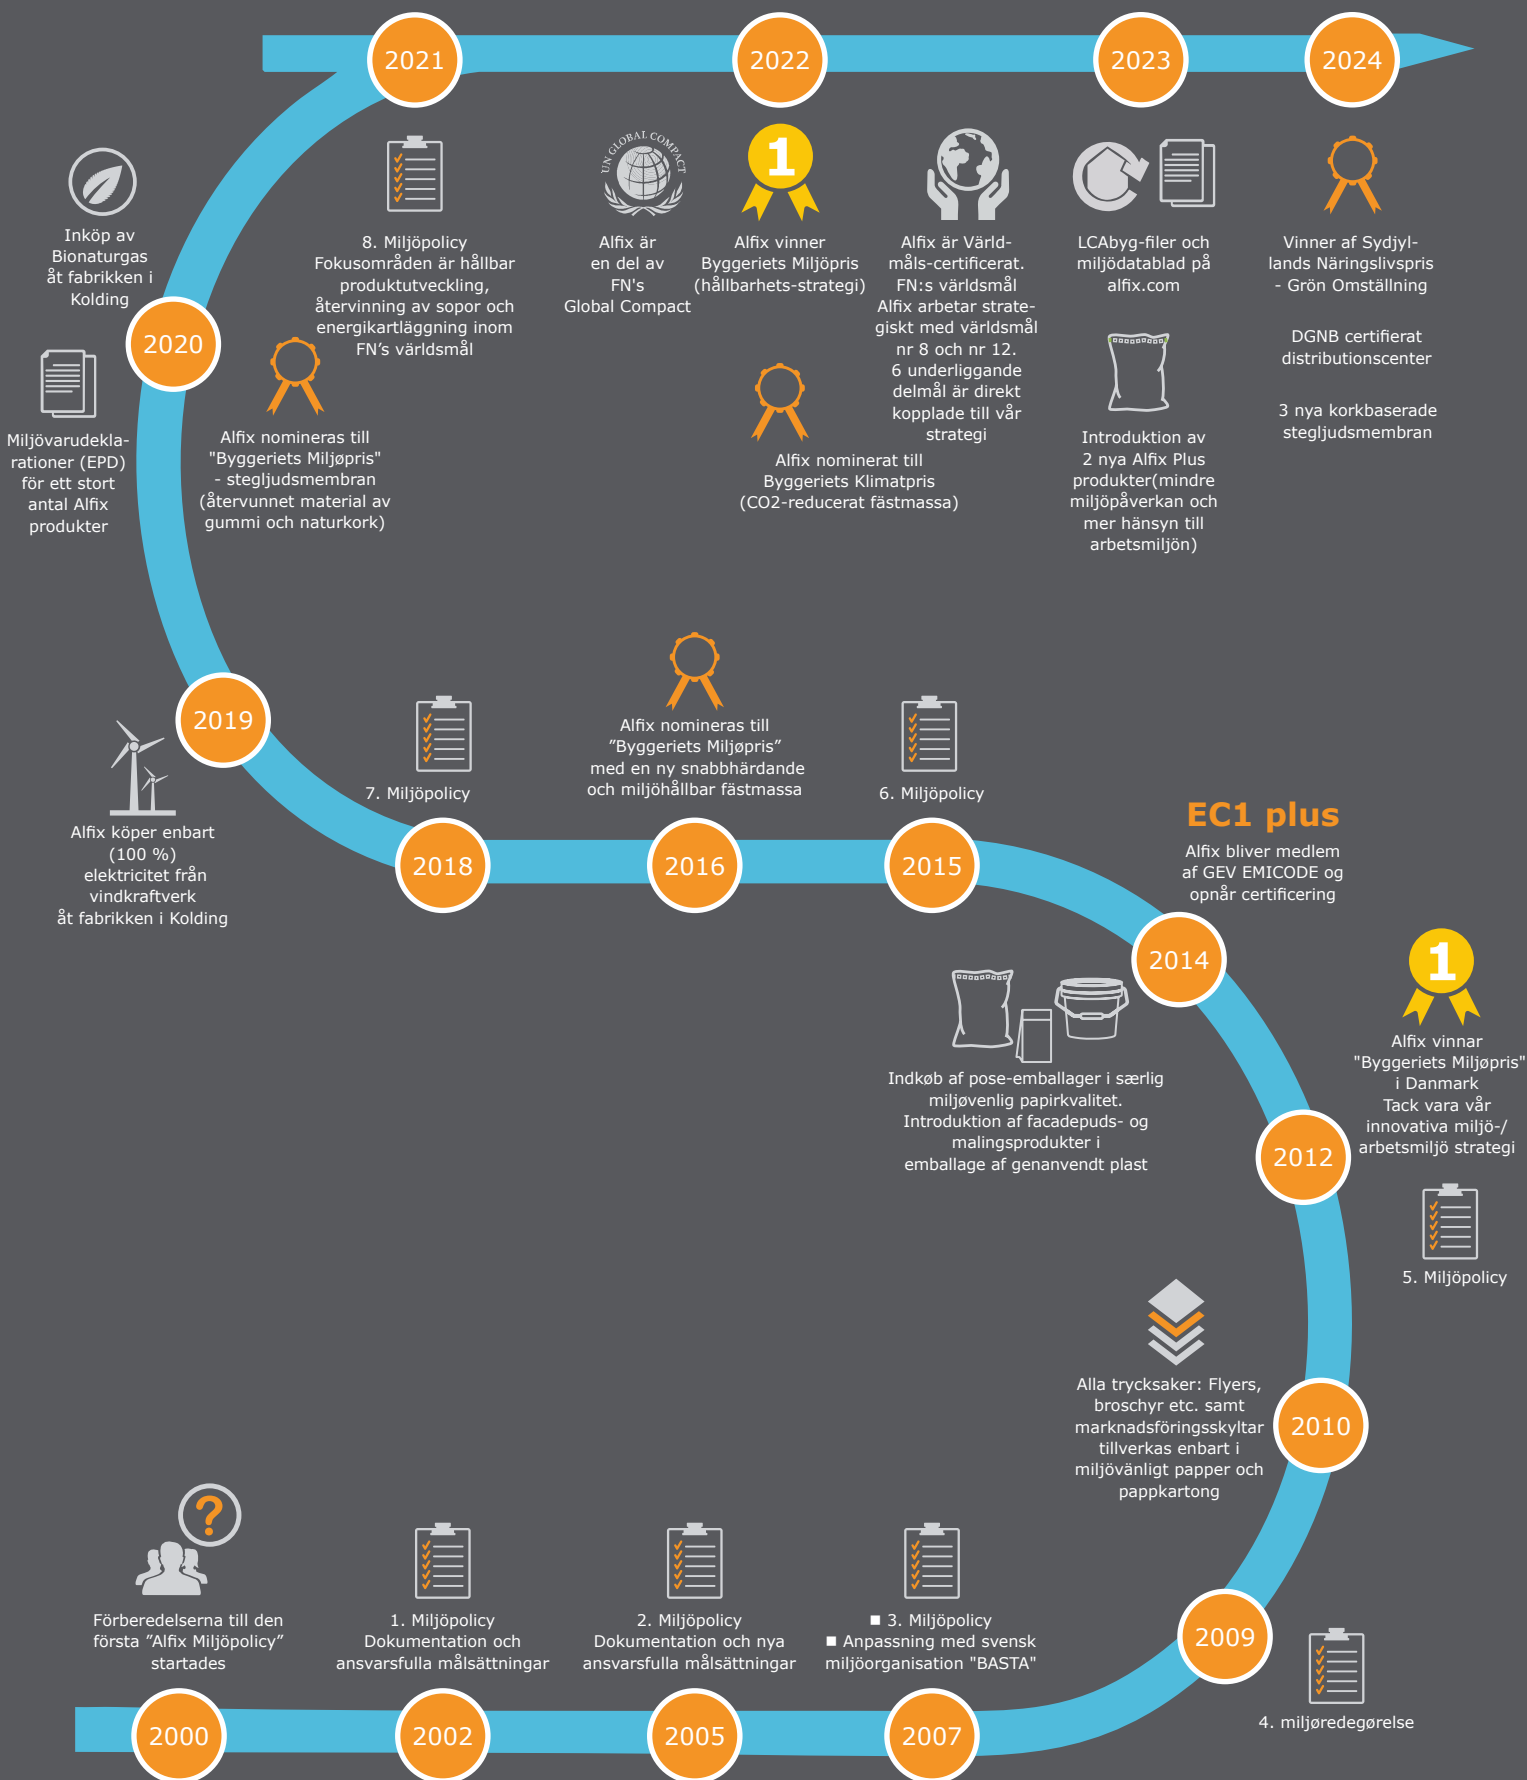 2021
2022
2023
2024
Inköp av
Bionaturgas
åt fabrikken i
Kolding
8. Miljöpolicy
Fokusområden är hållbar
produktutveckling,
återvinning av sopor och
energikartläggning inom
FN’s världsmål
UN GLOBAL COMPACT
Alfix är
en del av
FN's
Global Compact
1
Alfix vinner
Byggeriets Miljöpris
(hållbarhets-strategi)
Alfix är Värld-
måls-certificerat.
FN:s världsmål
Alfix arbetar strate-
giskt med världsmål
nr 8 och nr 12.
6 underliggande
delmål är direkt
kopplade till vår
strategi
LCAbyg-filer och
miljödatablad på
alfix.com
Vinner af Sydjyl-
lands Näringslivspris
- Grön Omställning
DGNB certifierat
distributionscenter
3 nya korkbaserade
stegljudsmembran
2020
Miljövarudekla-
rationer (EPD)
för ett stort
antal Alfix
produkter
Alfix nomineras till
"Byggeriets Miljøpris"
- stegljudsmembran
(återvunnet material av
gummi och naturkork)
Alfix nominerat till
Byggeriets Klimatpris
(CO2-reducerat fästmassa)
Introduktion av
2 nya Alfix Plus
produkter(mindre
miljöpåverkan och
mer hänsyn till
arbetsmiljön)
2019
Alfix köper enbart
(100 %)
elektricitet från
vindkraftverk
åt fabrikken i Kolding
7. Miljöpolicy
2018
Alfix nomineras till
”Byggeriets Miljøpris”
med en ny snabbhärdande
och miljöhållbar fästmassa
2016
6. Miljöpolicy
2015
EC1 plus
Alfix bliver medlem
af GEV EMICODE og
opnår certificering
2014
Indkøb af pose-emballager i særlig
miljøvenlig papirkvalitet.
Introduktion af facadepuds- og
malingsprodukter i
emballage af genanvendt plast
1
Alfix vinnar
"Byggeriets Miljøpris"
i Danmark
Tack vara vår
innovativa miljö-/
arbetsmiljö strategi
2012
5. Miljöpolicy
Alla trycksaker: Flyers,
broschyr etc. samt
marknadsföringsskyltar
tillverkas enbart i
miljövänligt papper och
pappkartong
2010
?
Förberedelserna till den
första ”Alfix Miljöpolicy”
startades
1. Miljöpolicy
Dokumentation och
ansvarsfulla målsättningar
2. Miljöpolicy
Dokumentation och nya
ansvarsfulla målsättningar
■ 3. Miljöpolicy
■ Anpassning med svensk
miljöorganisation "BASTA"
2009
4. miljøredegørelse
2000
2002
2005
2007